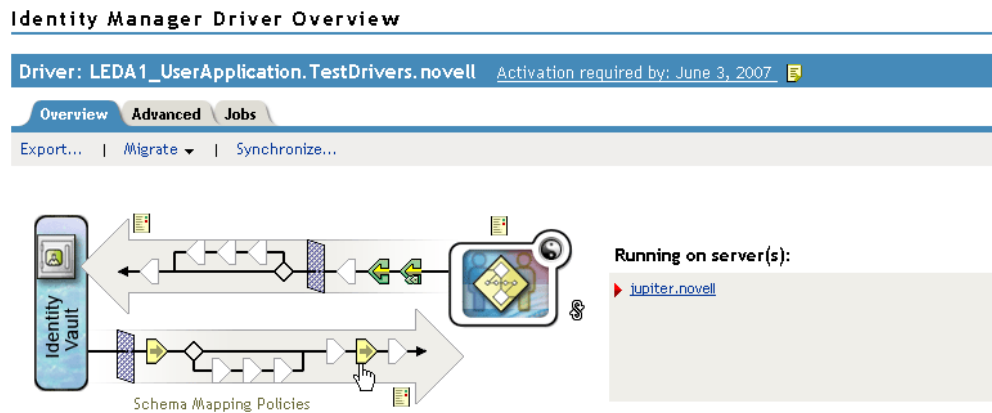 Identity Manager Driver Overview
Driver: LEDA1_UserApplication.TestDrivers.novell Activation required by: June 3, 2007
Overview Advanced Jobs
Export... | Migrate | Synchronize...
Running on server(s):
jupiter.novell
Identity
Vault
Schema Mapping Policies